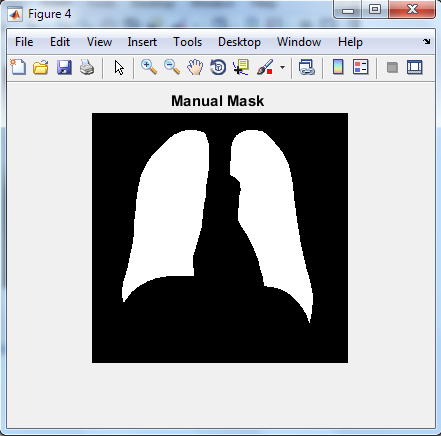 Figure 4
File Edit View Insert Tools Desktop Window Help
Manual Mask